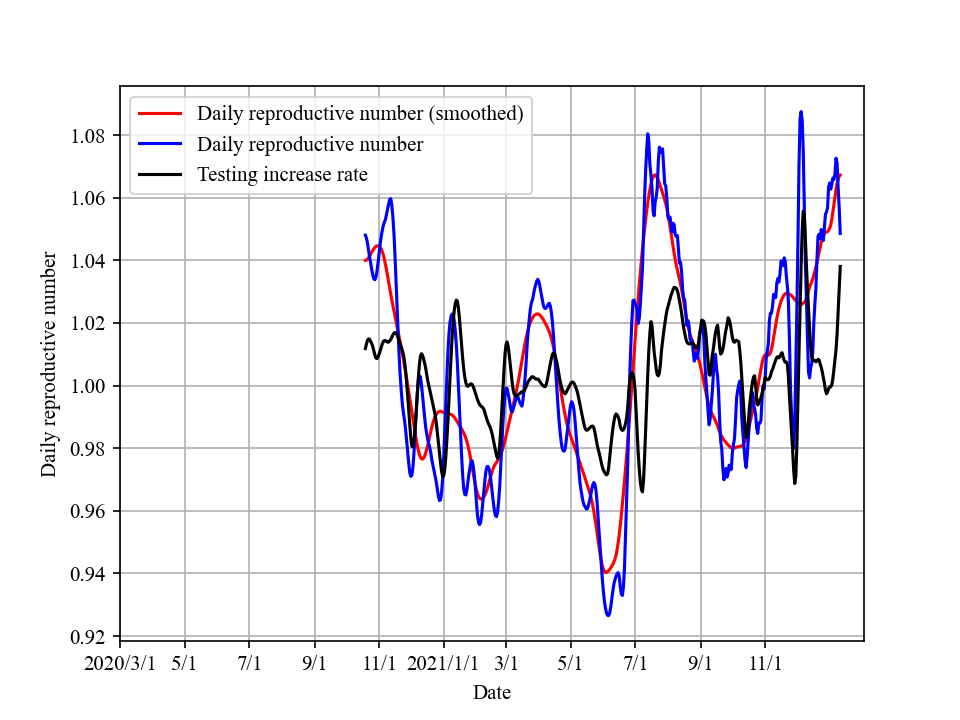 Daily reproductive number (smoothed)
Daily reproductive number
Testing increase rate
Daily reproductive number
1.08
1.06
1.04
1.02
1.00
0.98
0.96
0.94
0.92
2020/3/1 5/1 7/1 9/1 11/1 2021/1/1 3/1 5/1 7/1 9/1 11/1
Date